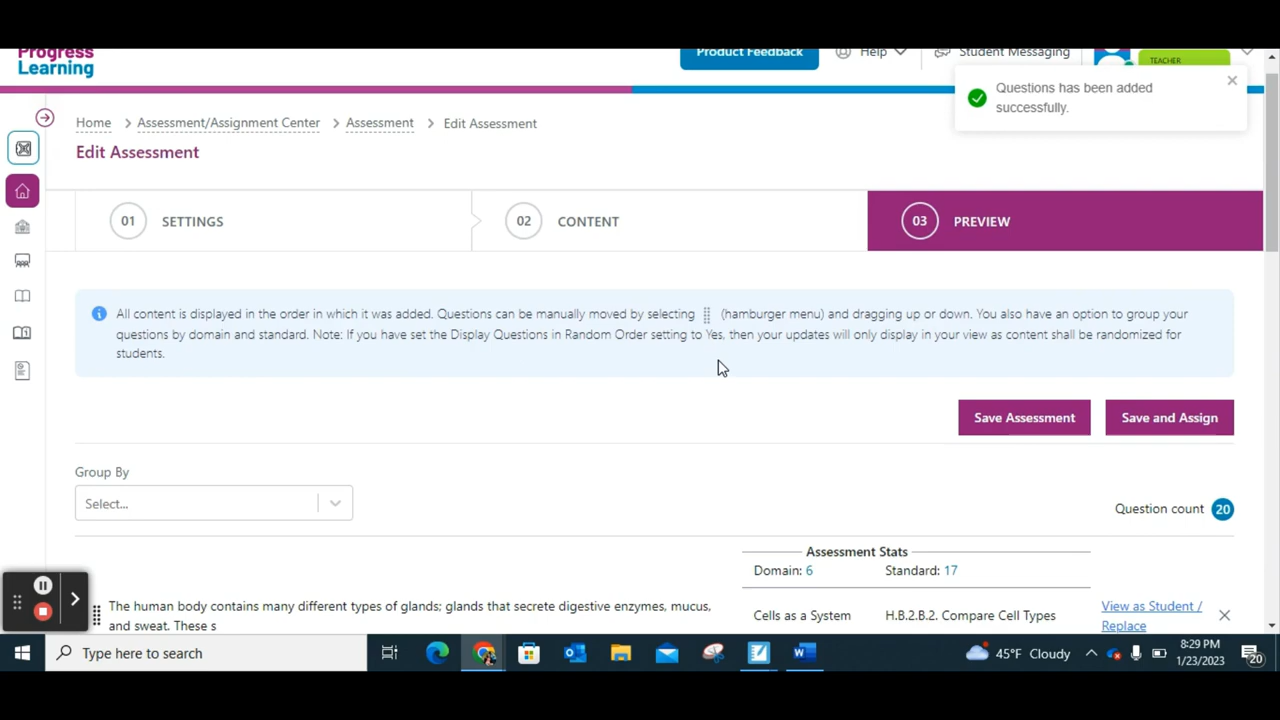 Progress
Learning
Product Feedback
Help
Student Messaging
TEACHER
Questions has been added
successfully.
Home > Assessment/Assignment Center > Assessment > Edit Assessment
Edit Assessment
01 SETTINGS
02 CONTENT
03 PREVIEW
All content is displayed in the order in which it was added. Questions can be manually moved by selecting (hamburger menu) and dragging up or down. You also have an option to group your
questions by domain and standard. Note: If you have set the Display Questions in Random Order setting to Yes, then your updates will only display in your view as content shall be randomized for
students.
Save Assessment
Save and Assign
Group By
Select...
Question count 20
Assessment Stats
Domain: 6 Standard: 17
The human body contains many different types of glands; glands that secrete digestive enzymes, mucus,
and sweat. These s
Cells as a System
H.B.2.B.2. Compare Cell Types
View as Student /
Replace
Type here to search
45°F Cloudy
8:29 PM
1/23/2023
20